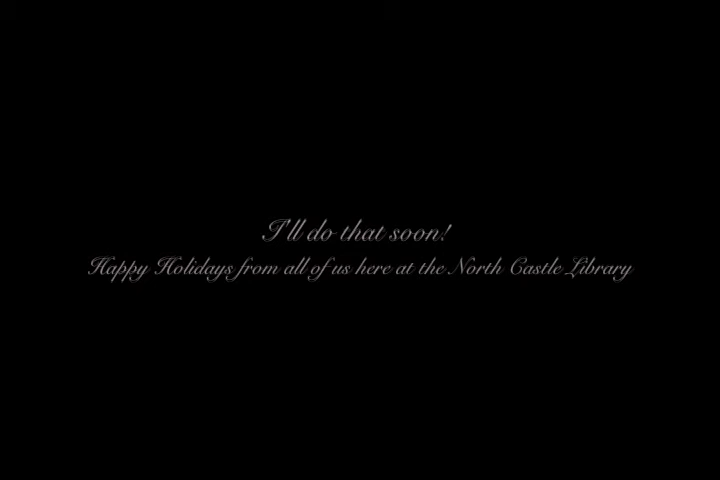 I'll do that soon!
Happy Holidays from all of us here at the North Castle Library